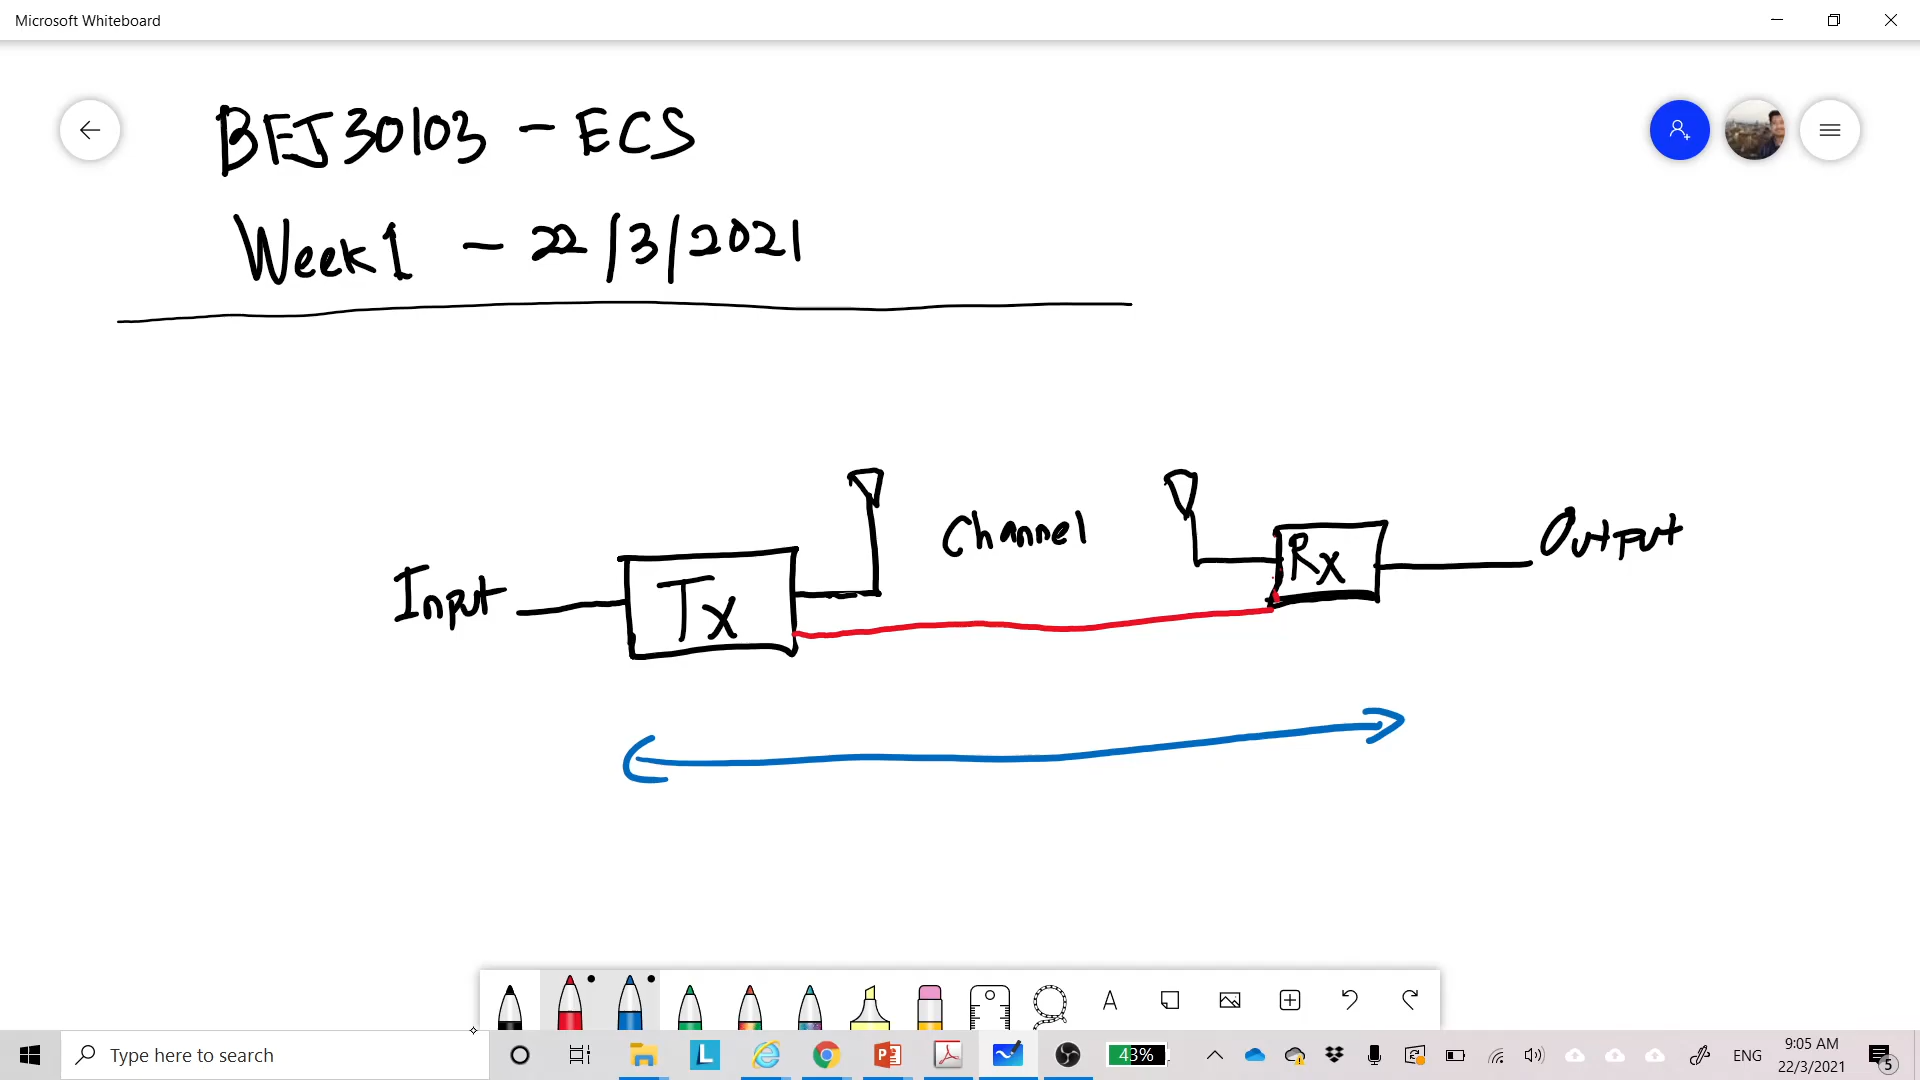 Microsoft Whiteboard
BEJ30103 - ECS
Week 1 - 22/3/2021
Channel
Input
Tx
Rx
Output
A
Type here to search
L
43%
ENG
9:05 AM
22/3/2021
5